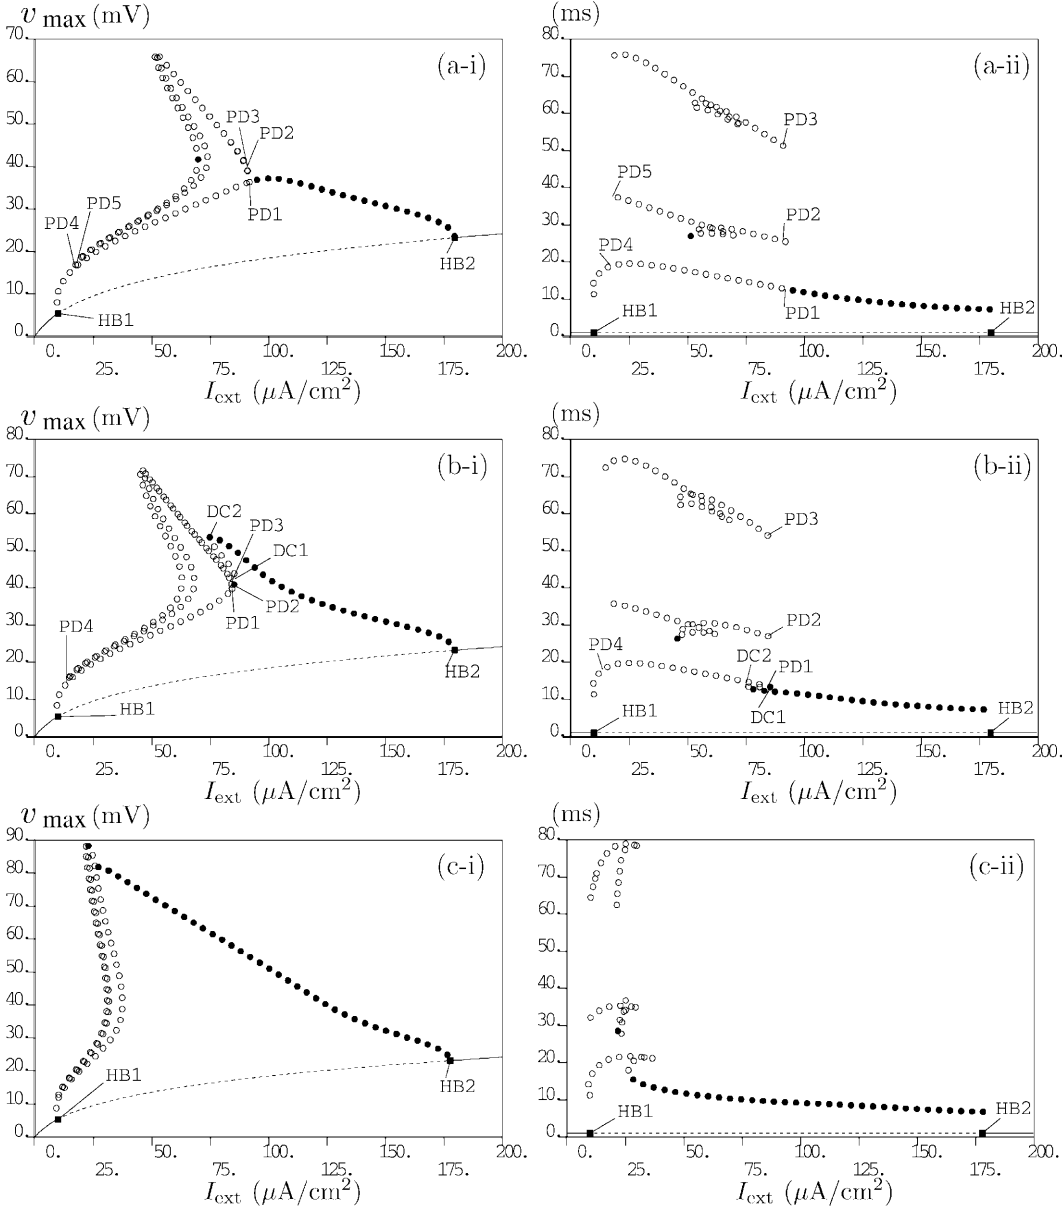 v max (mV)
(ms)
80.
70.
60.
50.
40.
30.
20.
10.
0.
(a-i)
PD3
PD2
PD5
PD4
PD1
HB2
HB1
0.
50.
100.
150.
200.
25.
75.
125.
175.
I ext (μA/cm²)
70.
80.
70.
60.
50.
40.
30.
20.
10.
0.
(a-ii)
PD3
PD5
PD2
PD4
PD1
HB1
HB2
0.
50.
100.
150.
200.
25.
75.
125.
175.
I ext (μA/cm²)
v max (mV)
(ms)
80.
70.
60.
50.
40.
30.
20.
10.
0.
(b-i)
DC2
PD3
DC1
PD2
PD1
PD4
HB2
HB1
0.
50.
100.
150.
200.
25.
75.
125.
175.
I ext (μA/cm²)
80.
70.
60.
50.
40.
30.
20.
10.
0.
(b-ii)
PD3
PD2
PD4
DC2
PD1
DC1
HB1
HB2
0.
50.
100.
150.
200.
25.
75.
125.
175.
I ext (μA/cm²)
v max (mV)
(ms)
90.
80.
70.
60.
50.
40.
30.
20.
10.
0.
(c-i)
HB1
HB2
0.
50.
100.
150.
200.
25.
75.
125.
175.
I ext (μA/cm²)
80.
70.
60.
50.
40.
30.
20.
10.
0.
(c-ii)
HB1
HB2
0.
50.
100.
150.
200.
25.
75.
125.
175.
I ext (μA/cm²)